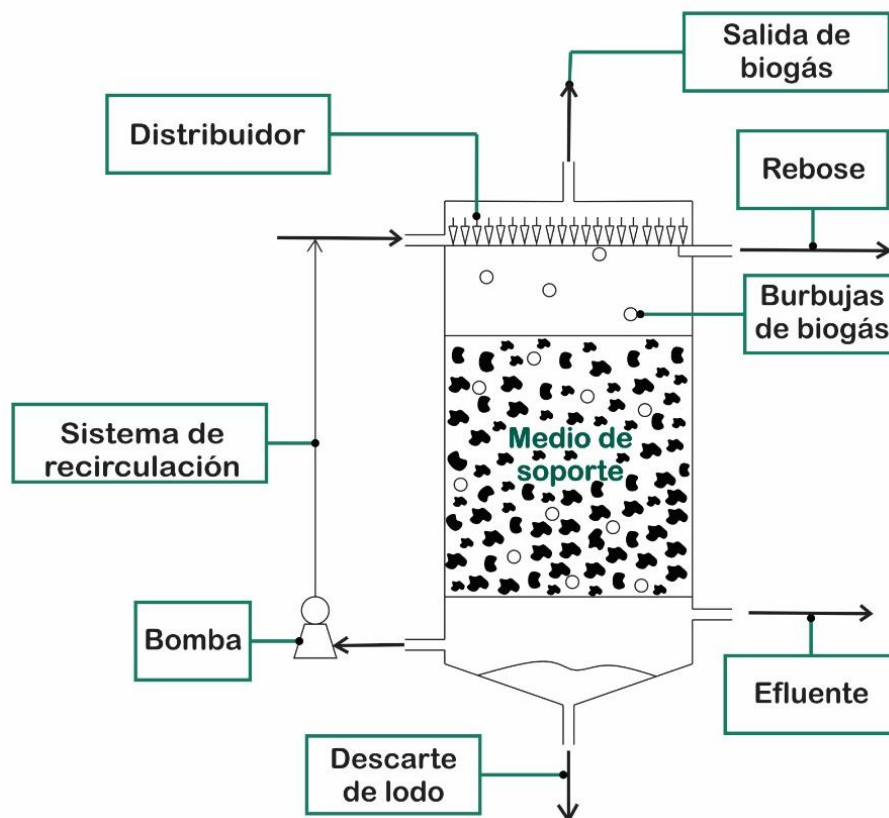 Salida de
biogás
Distribuidor
Rebose
Burbujas
de biogás
Sistema de
recirculación
Medio de
soporte
Bomba
Efluente
Descarte
de lodo